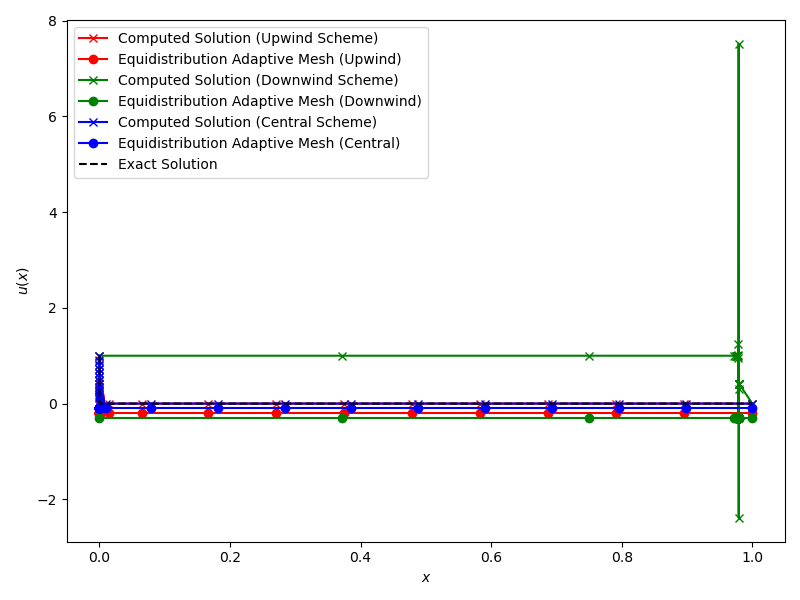 Computed Solution (Upwind Scheme)
Equidistribution Adaptive Mesh (Upwind)
Computed Solution (Downwind Scheme)
Equidistribution Adaptive Mesh (Downwind)
Computed Solution (Central Scheme)
Equidistribution Adaptive Mesh (Central)
Exact Solution
8
6
4
2
0
−2
u(x)
0.0 0.2 0.4 0.6 0.8 1.0
x